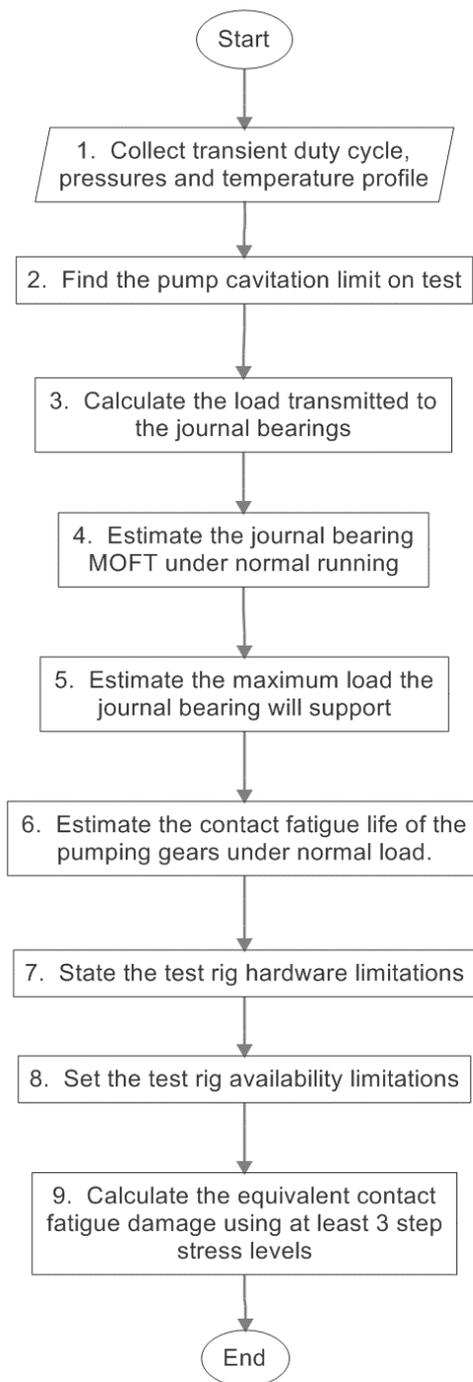 Start
1. Collect transient duty cycle,
pressures and temperature profile
2. Find the pump cavitation limit on test
3. Calculate the load transmitted to
the journal bearings
4. Estimate the journal bearing
MOFT under normal running
5. Estimate the maximum load the
journal bearing will support
6. Estimate the contact fatigue life of the
pumping gears under normal load.
7. State the test rig hardware limitations
8. Set the test rig availability limitations
9. Calculate the equivalent contact
fatigue damage using at least 3 step
stress levels
End